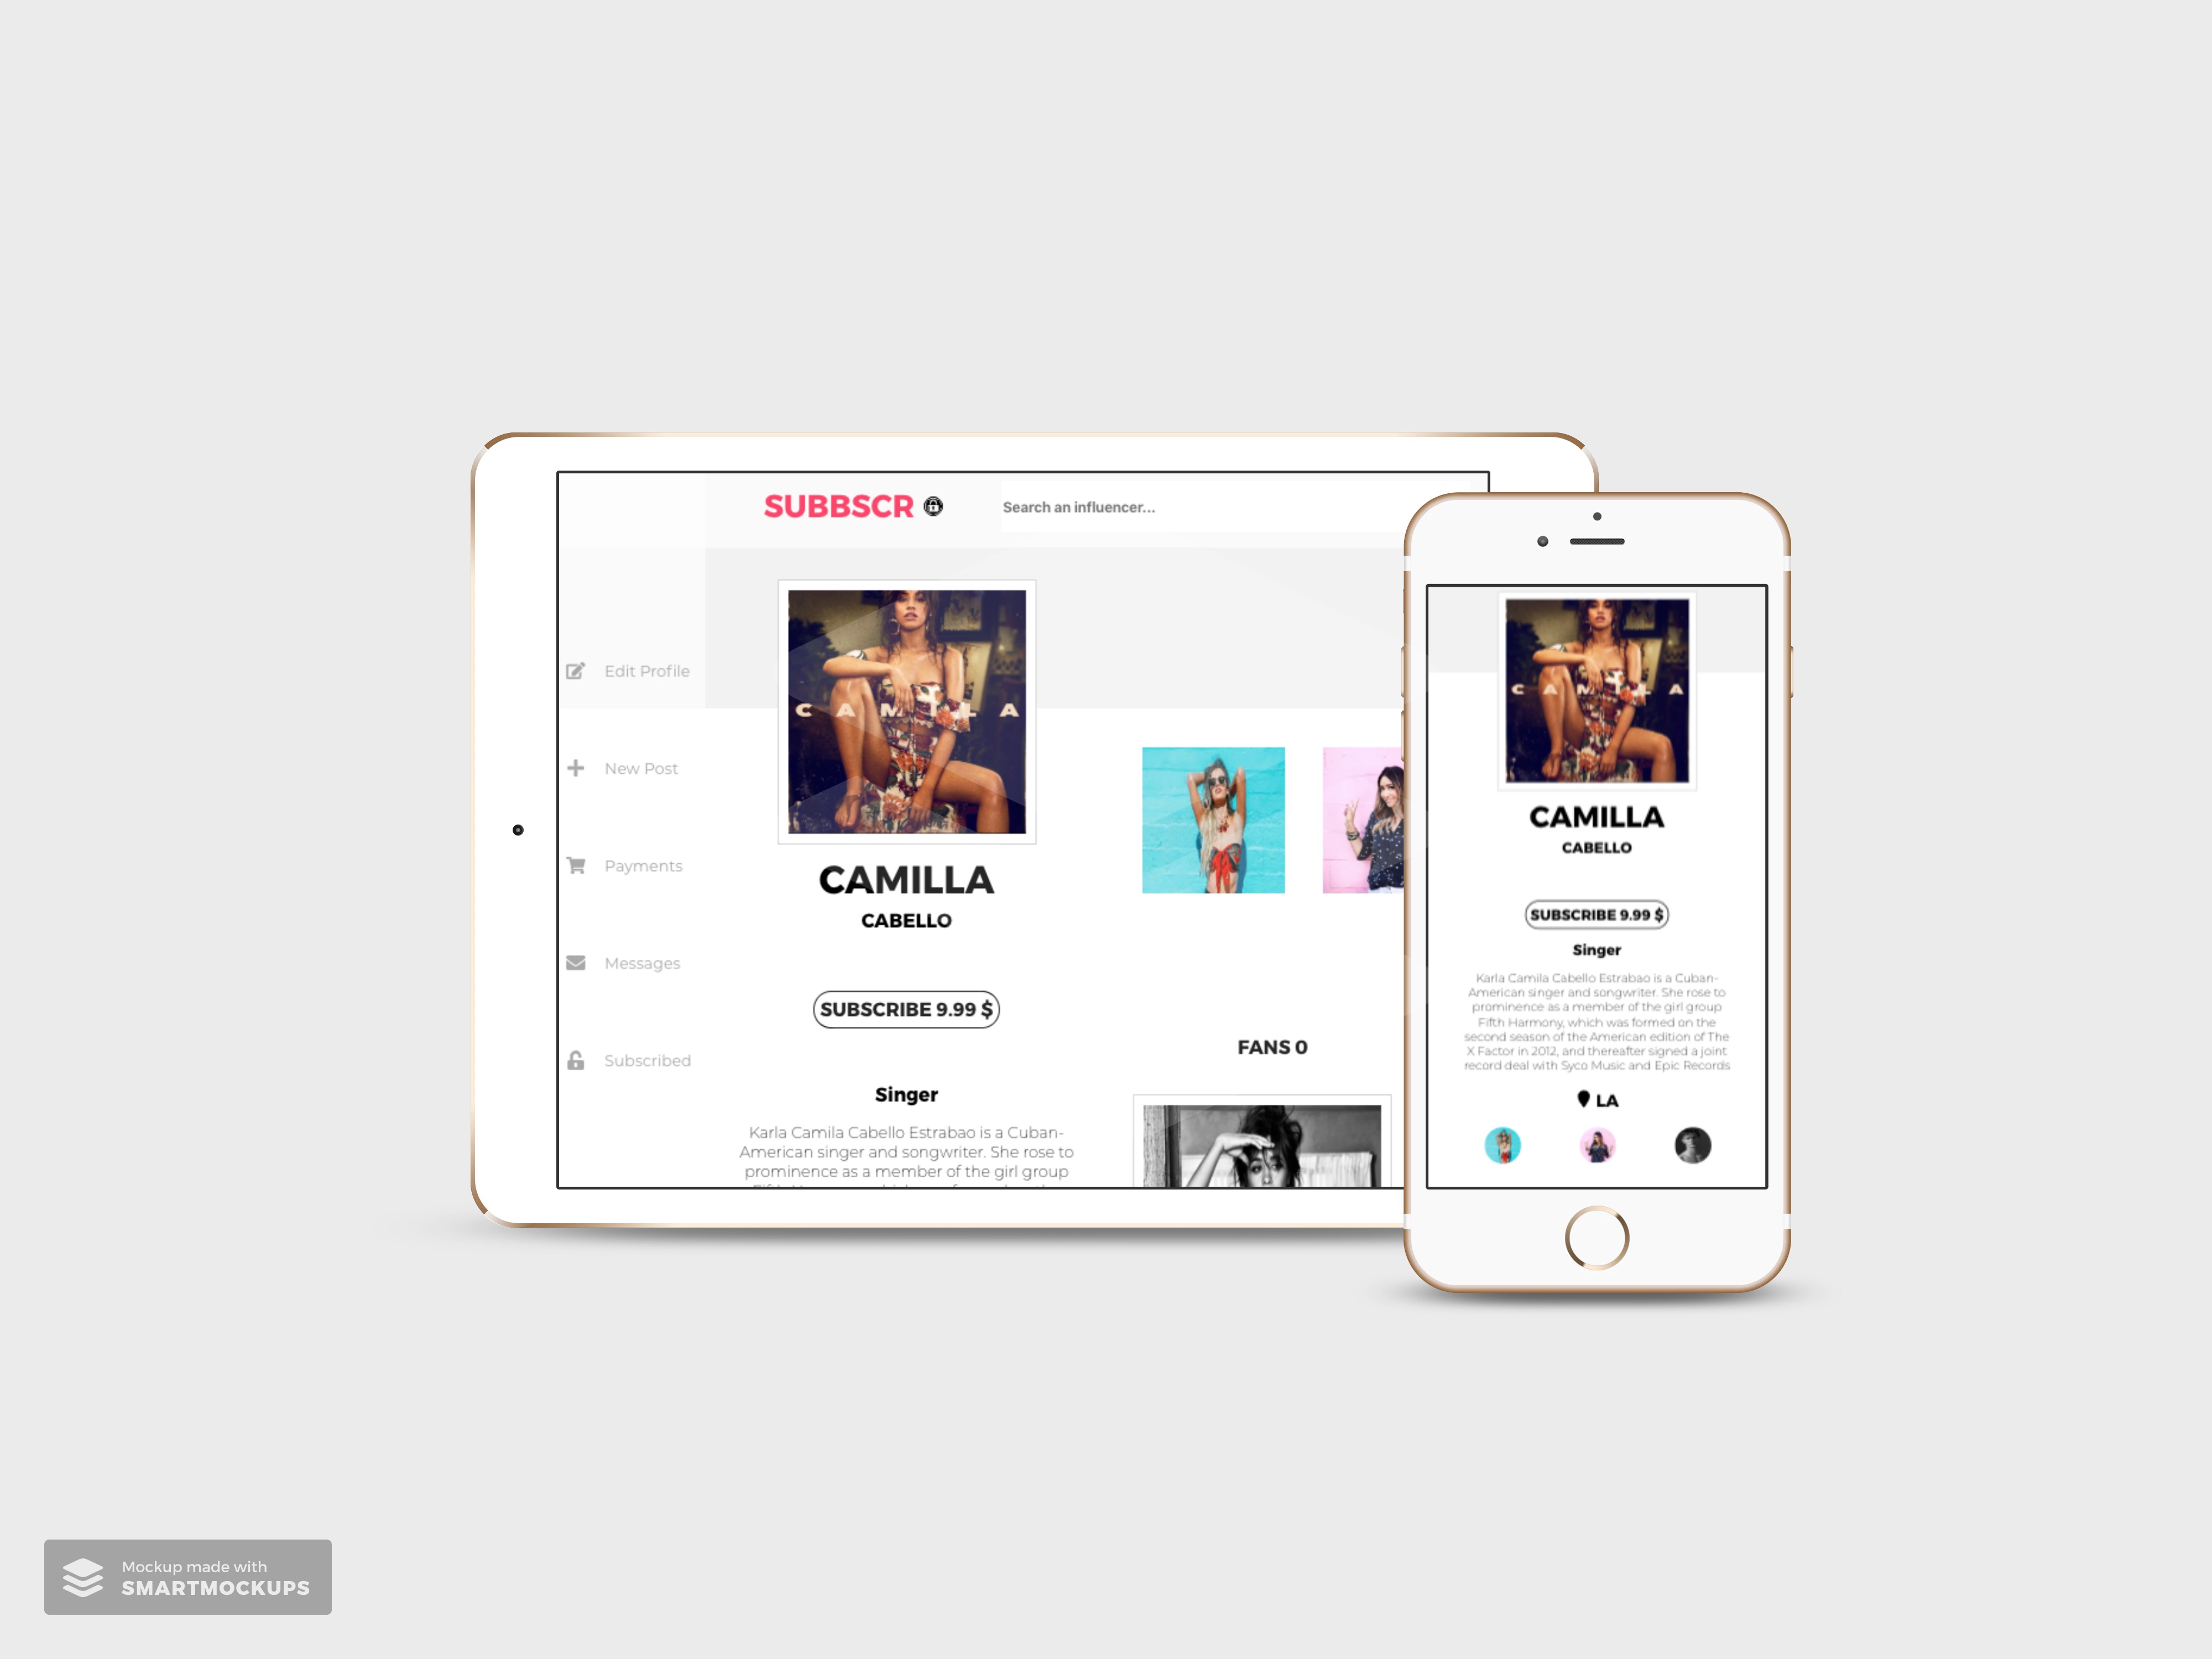 SUBBSCR
Search an influencer...
Edit Profile
New Post
Payments
Messages
Subscribed
C A M I L A
CAMILLA
CABELLO
SUBSCRIBE 9.99 $
Singer
Karla Camila Cabello Estrabao is a Cuban-
American singer and songwriter. She rose to
prominence as a member of the girl group
FANS 0
C A M I L A
CAMILLA
CABELLO
SUBSCRIBE 9.99 $
Singer
Karla Camila Cabello Estrabao is a Cuban-
American singer and songwriter. She rose to
prominence as a member of the girl group
Fifth Harmony, which was formed on the
second season of the American edition of The
X Factor in 2012, and thereafter signed a joint
record deal with Syco Music and Epic Records
LA
Mockup made with
SMARTMOCKUPS